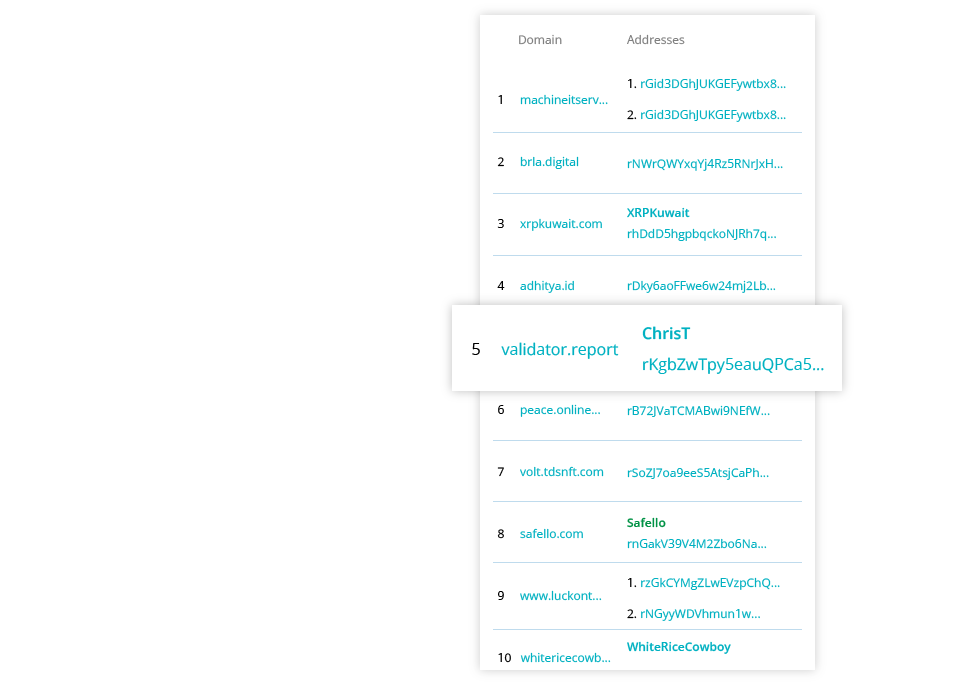 Domain Addresses
1 machineitserv... 1. rGid3DGhJUKGEFywtbx8...
2. rGid3DGhJUKGEFywtbx8...
2 brla.digital rNWrQWYxqYj4Rz5RNrJxH...
3 xrpkuwait.com XRPKuwait
rhDdD5hgpbqckoNJRh7q...
4 adhitya.id rDky6aoFFwe6w24mj2Lb...
5 validator.report ChrisT
rKgbZwTpy5eauQPCa5...
6 peace.online... rB72JVaTCMABwi9NEfW...
7 volt.tdsnft.com rSoZJ7oa9eeS5AtsjCaPh...
8 safello.com Safello
rnGakV39V4M2Zbo6Na...
9 www.luckont... 1. rzGkCYMgZLwEVzpChQ...
2. rNGyyWDVhmun1w...
10 whitericecowb... WhiteRiceCowboy